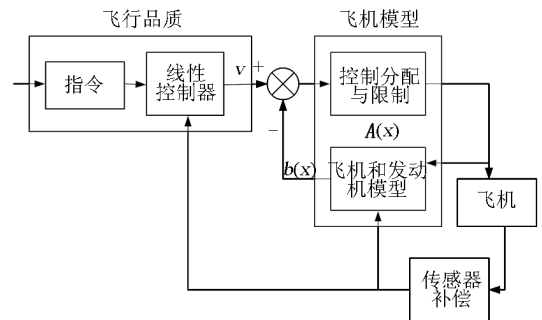 飞行品质
飞机模型
指令
线性
控制器
v
+
−
控制分配
与限制
A(x)
b(x)
飞机和发动
机模型
飞机
传感器
补偿